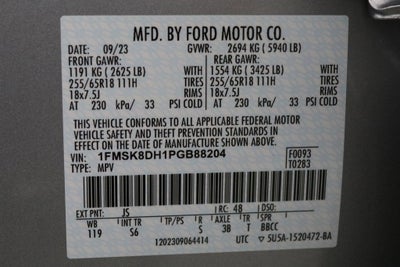 MFD. BY FORD MOTOR CO.
DATE: 09/23 GVWR: 2694 KG ( 5940 LB)
FRONT GAWR: REAR GAWR:
1191 KG ( 2625 LB) WITH 1554 KG ( 3425 LB) WITH
255/65R18 111H TIRES 255/65R18 111H TIRES
18x7.5J RIMS 18x7.5J RIMS
AT 230 kPa/ 33 PSI COLD AT 230 kPa/ 33 PSI COLD
THIS VEHICLE CONFORMS TO ALL APPLICABLE FEDERAL MOTOR
VEHICLE SAFETY AND THEFT PREVENTION STANDARDS IN
EFFECT ON THE DATE OF MANUFACTURE SHOWN ABOVE.
VIN: 1FMSK8DH1PGB88204 F0093
TYPE: MPV T0283
EXT PNT: JS RC: 48 DSO:
WB INT TR TP/PS R AXLE TR SPR
119 S6 S 3B T BBCC
1202309064414 UTC 5USA-1520472-BA